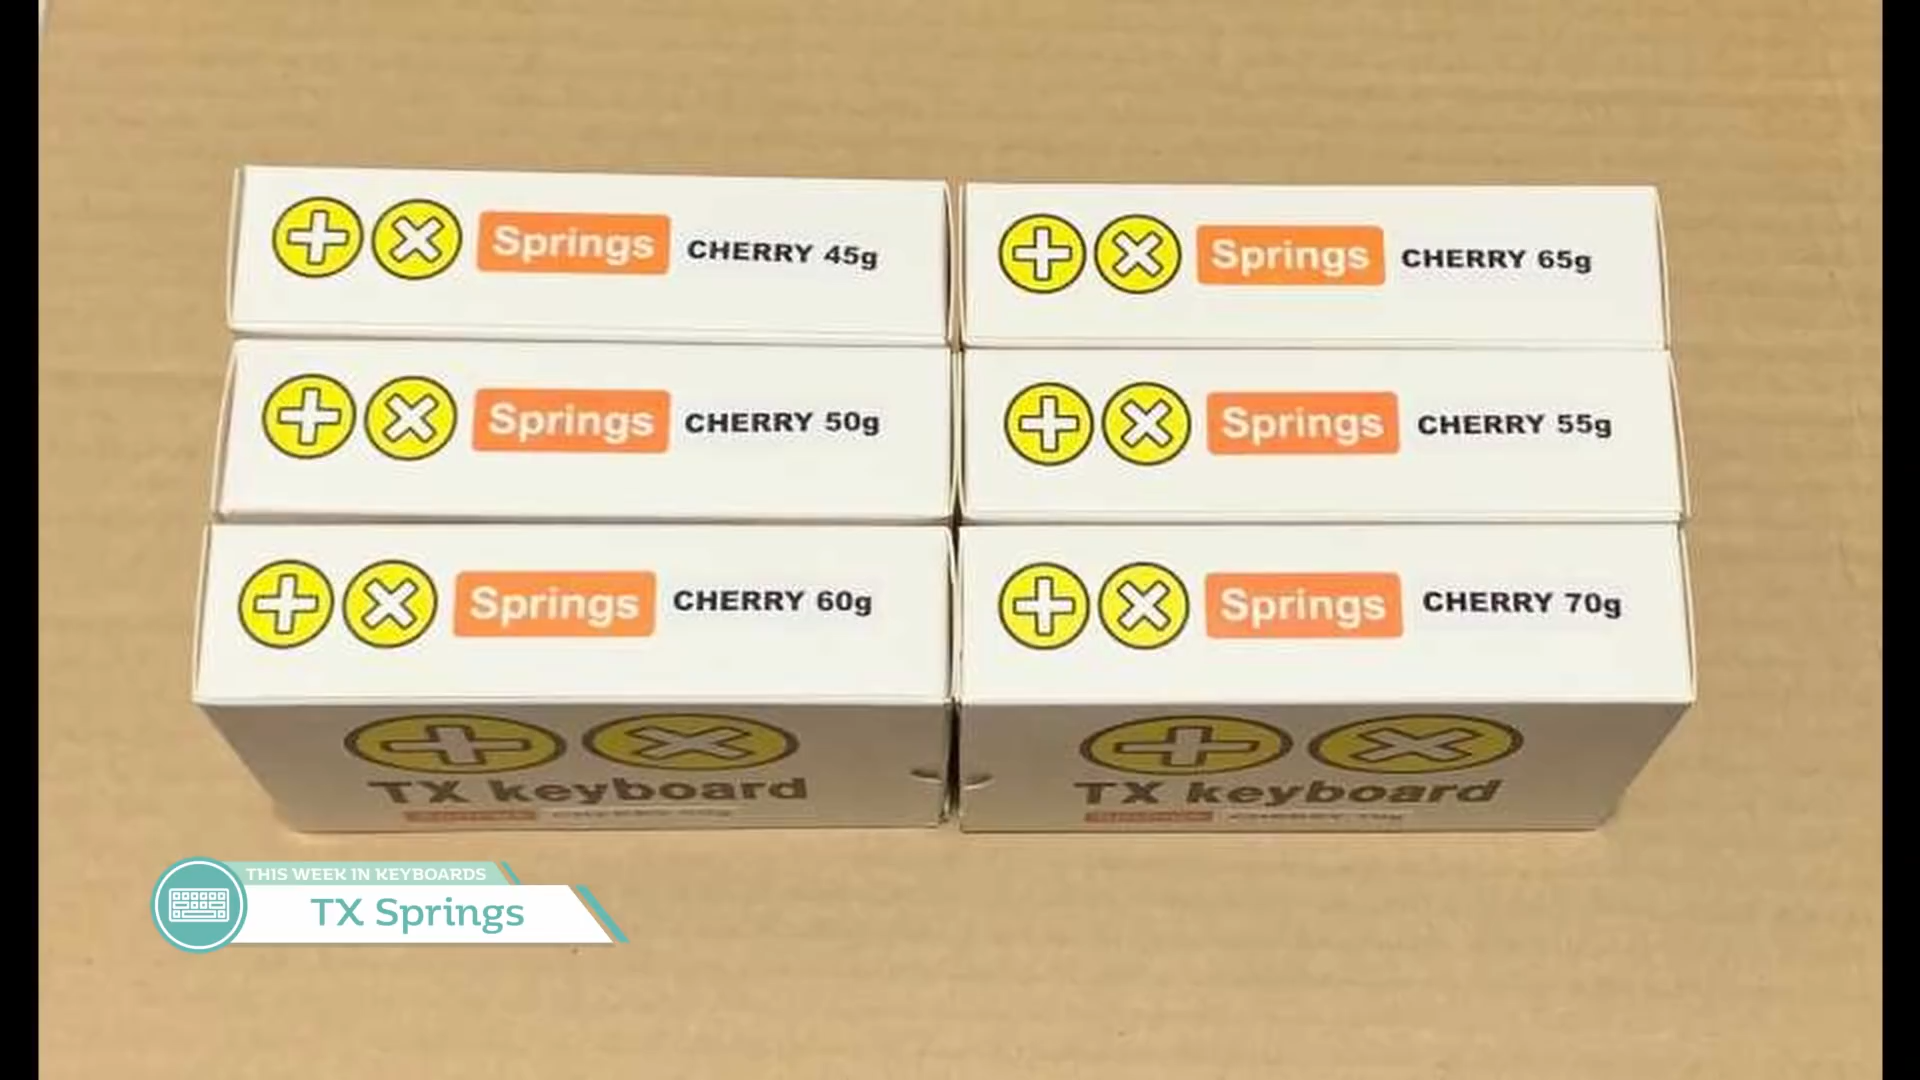 Springs CHERRY 45g
Springs CHERRY 65g
Springs CHERRY 50g
Springs CHERRY 55g
Springs CHERRY 60g
Springs CHERRY 70g
TX keyboard
TX keyboard
THIS WEEK IN KEYBOARDS
TX Springs